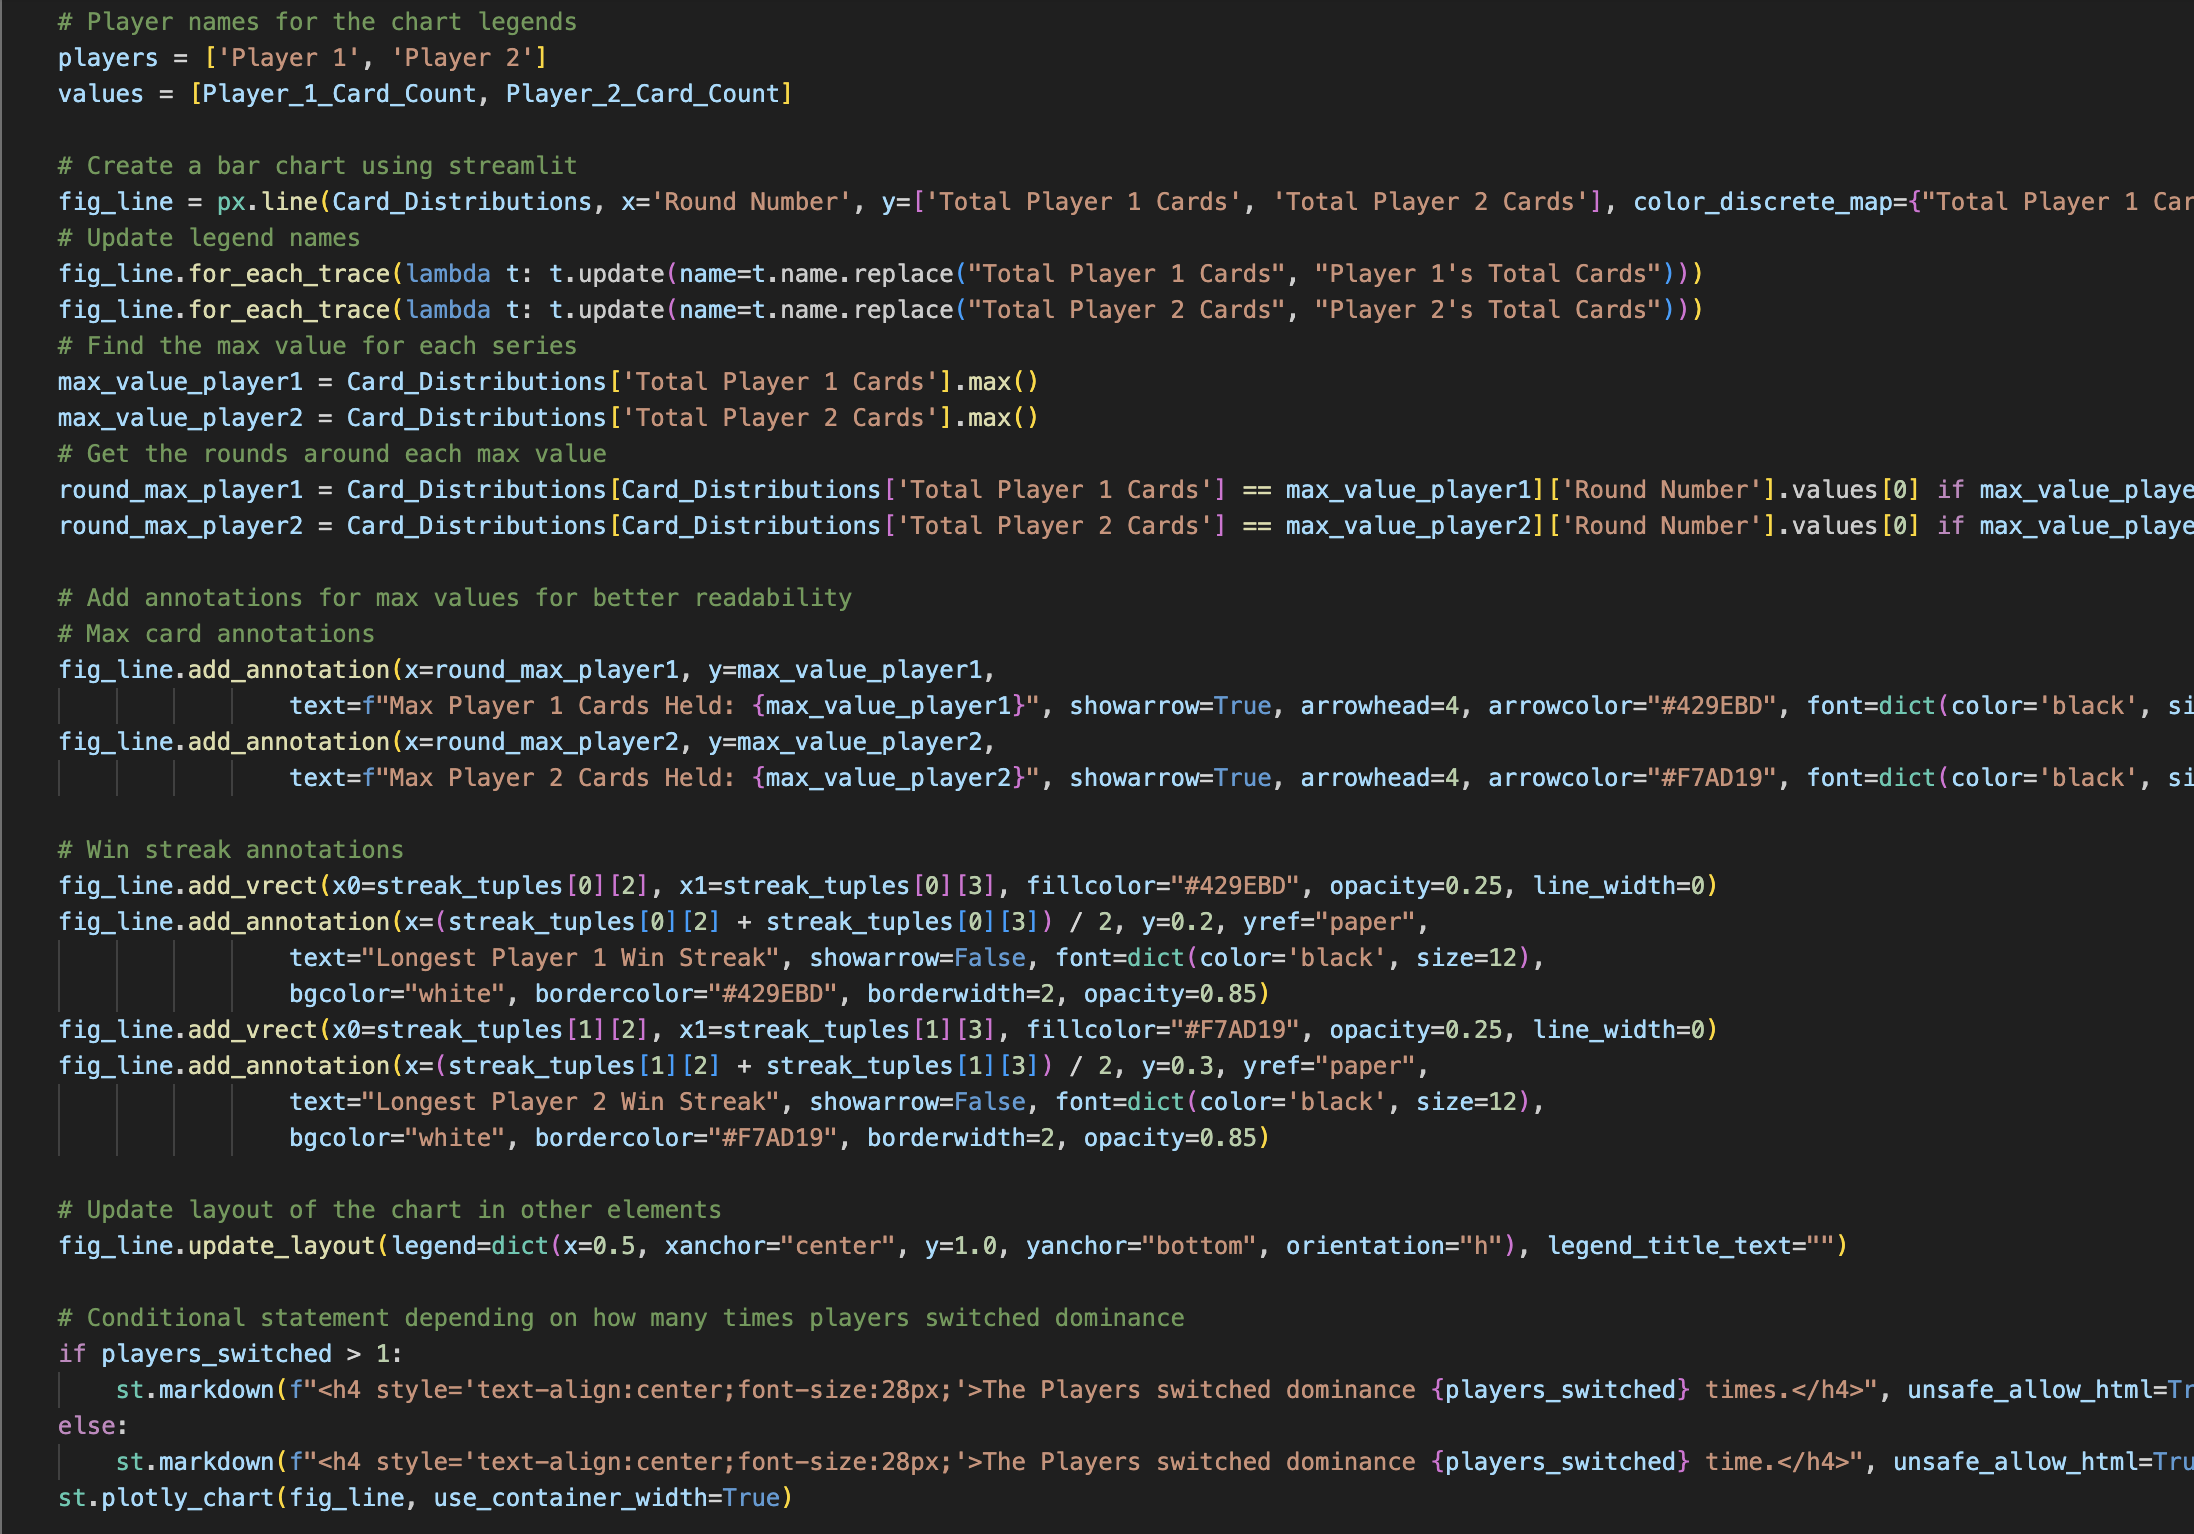 # Player names for the chart legends
players = ['Player 1', 'Player 2']
values = [Player_1_Card_Count, Player_2_Card_Count]
# Create a bar chart using streamlit
fig_line = px.line(Card_Distributions, x='Round Number', y=['Total Player 1 Cards', 'Total Player 2 Cards'], color_discrete_map={"Total Player 1 Car
# Update legend names
fig_line.for_each_trace(lambda t: t.update(name=t.name.replace("Total Player 1 Cards", "Player 1's Total Cards")))
fig_line.for_each_trace(lambda t: t.update(name=t.name.replace("Total Player 2 Cards", "Player 2's Total Cards")))
# Find the max value for each series
max_value_player1 = Card_Distributions['Total Player 1 Cards'].max()
max_value_player2 = Card_Distributions['Total Player 2 Cards'].max()
# Get the rounds around each max value
round_max_player1 = Card_Distributions[Card_Distributions['Total Player 1 Cards'] == max_value_player1]['Round Number'].values[0] if max_value_playe
round_max_player2 = Card_Distributions[Card_Distributions['Total Player 2 Cards'] == max_value_player2]['Round Number'].values[0] if max_value_playe
# Add annotations for max values for better readability
# Max card annotations
fig_line.add_annotation(x=round_max_player1, y=max_value_player1,
text=f"Max Player 1 Cards Held: {max_value_player1}", showarrow=True, arrowhead=4, arrowcolor="#429EBD", font=dict(color='black', si
fig_line.add_annotation(x=round_max_player2, y=max_value_player2,
text=f"Max Player 2 Cards Held: {max_value_player2}", showarrow=True, arrowhead=4, arrowcolor="#F7AD19", font=dict(color='black', si
# Win streak annotations
fig_line.add_vrect(x0=streak_tuples[0][2], x1=streak_tuples[0][3], fillcolor="#429EBD", opacity=0.25, line_width=0)
fig_line.add_annotation(x=(streak_tuples[0][2] + streak_tuples[0][3]) / 2, y=0.2, yref="paper",
text="Longest Player 1 Win Streak", showarrow=False, font=dict(color='black', size=12),
bgcolor="white", bordercolor="#429EBD", borderwidth=2, opacity=0.85)
fig_line.add_vrect(x0=streak_tuples[1][2], x1=streak_tuples[1][3], fillcolor="#F7AD19", opacity=0.25, line_width=0)
fig_line.add_annotation(x=(streak_tuples[1][2] + streak_tuples[1][3]) / 2, y=0.3, yref="paper",
text="Longest Player 2 Win Streak", showarrow=False, font=dict(color='black', size=12),
bgcolor="white", bordercolor="#F7AD19", borderwidth=2, opacity=0.85)
# Update layout of the chart in other elements
fig_line.update_layout(legend=dict(x=0.5, xanchor="center", y=1.0, yanchor="bottom", orientation="h"), legend_title_text="")
# Conditional statement depending on how many times players switched dominance
if players_switched > 1:
st.markdown(f"<h4 style='text-align:center;font-size:28px;'>The Players switched dominance {players_switched} times.</h4>", unsafe_allow_html=Tr
else:
st.markdown(f"<h4 style='text-align:center;font-size:28px;'>The Players switched dominance {players_switched} time.</h4>", unsafe_allow_html=Tru
st.plotly_chart(fig_line, use_container_width=True)